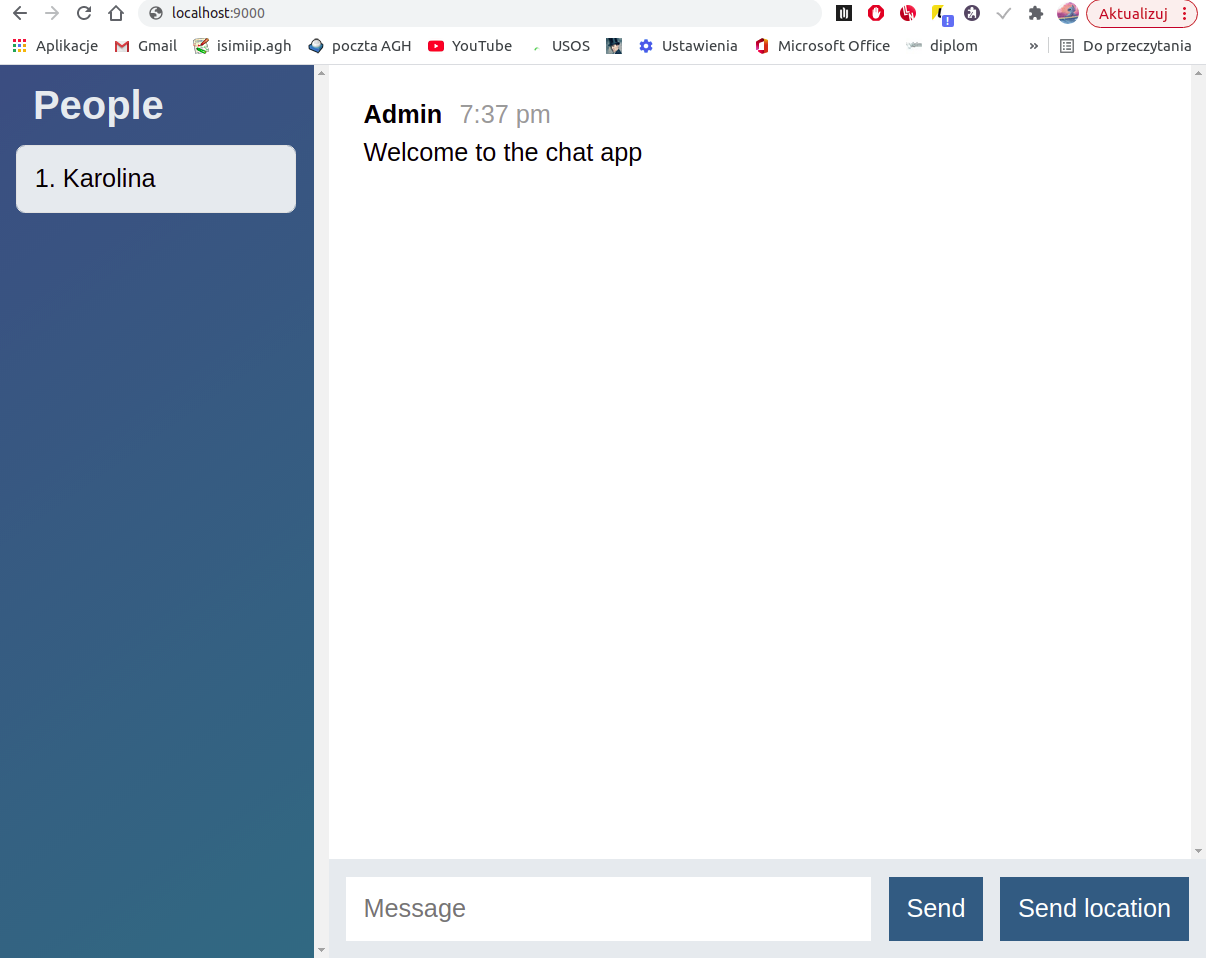 localhost:9000
Aktualizuj
Aplikacje Gmail isimiip.agh poczta AGH YouTube USOS Ustawienia Microsoft Office diplom » Do przeczytania
People
1. Karolina
Admin 7:37 pm
Welcome to the chat app
Message Send Send location